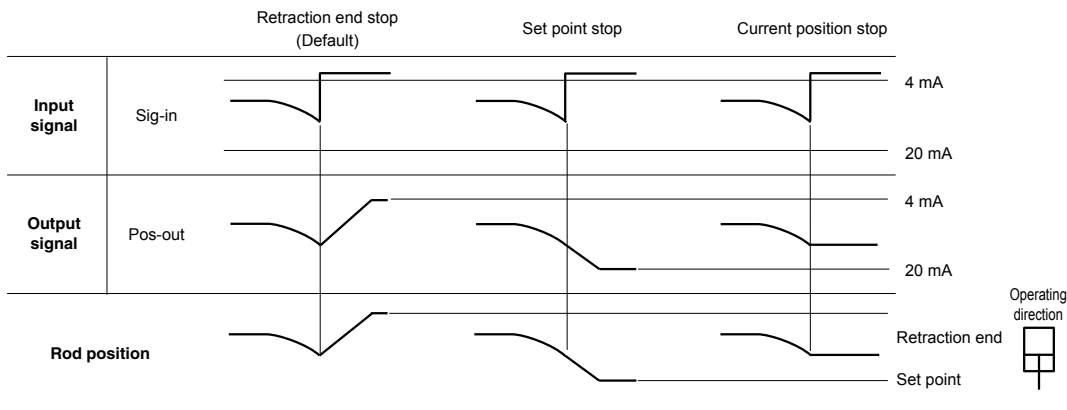 Retraction end stop
(Default)
Set point stop
Current position stop
Input
signal
Sig-in
4 mA
20 mA
Output
signal
Pos-out
4 mA
20 mA
Operating
direction
Rod position
Retraction end
Set point